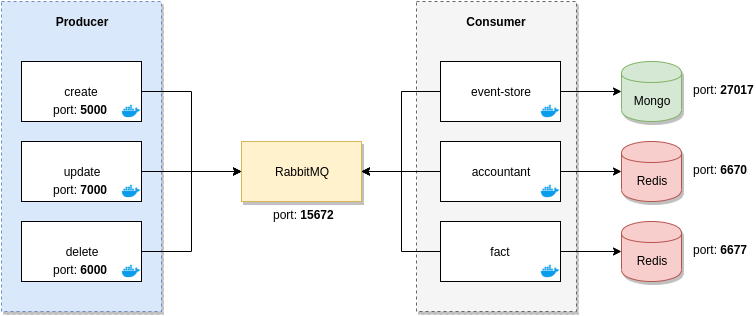 Producer
create
port: 5000
update
port: 7000
delete
port: 6000
RabbitMQ
port: 15672
Consumer
event-store
accountant
fact
Mongo
port: 27017
Redis
port: 6670
Redis
port: 6677